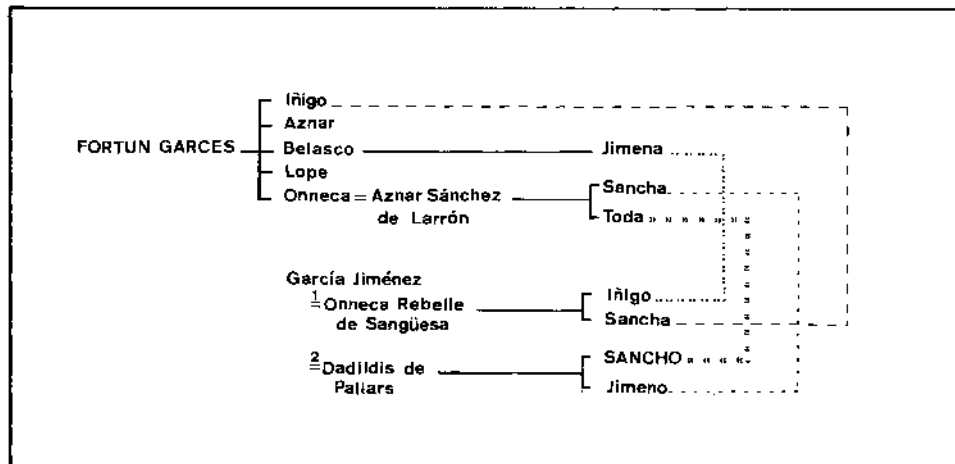 Iñigo
Aznar
FORTUN GARCES Belasco Jimena
Lope
Onneca = Aznar Sánchez Sancha
de Larrón Toda
García Jiménez
1 Onneca Rebelle Iñigo
de Sangüesa Sancha
2 Dadildis de SANCHO
Pallars Jimeno